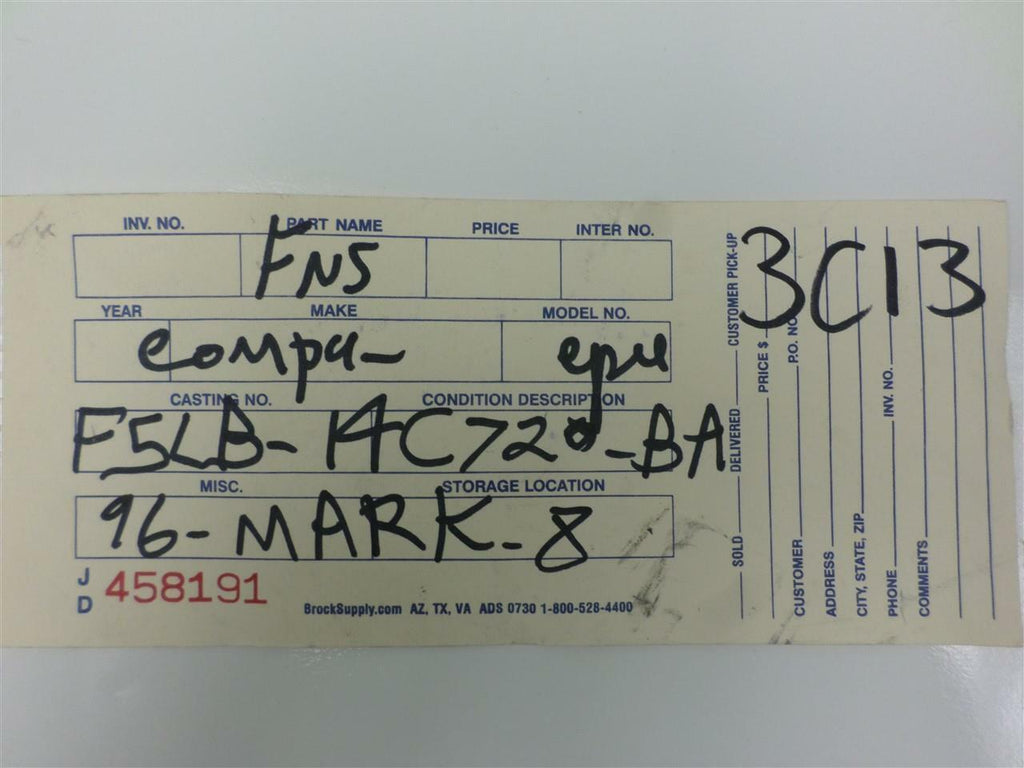 INV. NO. PART NAME PRICE INTER NO.
FNS
YEAR MAKE MODEL NO.
compu- epu
CASTING NO. CONDITION DESCRIPTION
F5LB-14C720-BA
MISC. STORAGE LOCATION
96-MARK-8
JD 458191
BrockSupply.com AZ, TX, VA ADS 0730 1-800-528-4400
3C13
SOLD DELIVERED CUSTOMER PICK-UP
PRICE $
CUSTOMER P.O. NO.
ADDRESS
CITY, STATE, ZIP
PHONE INV. NO.
COMMENTS